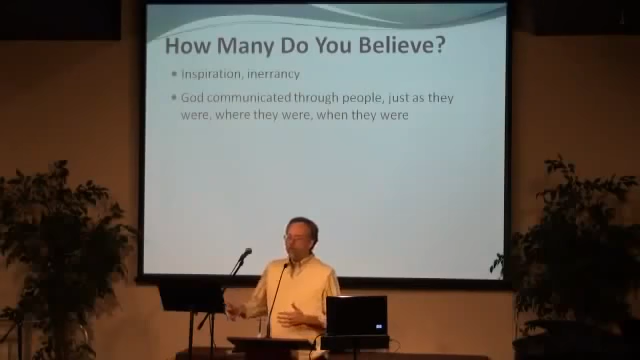 How Many Do You Believe?
Inspiration, inerrancy
God communicated through people, just as they
were, where they were, when they were